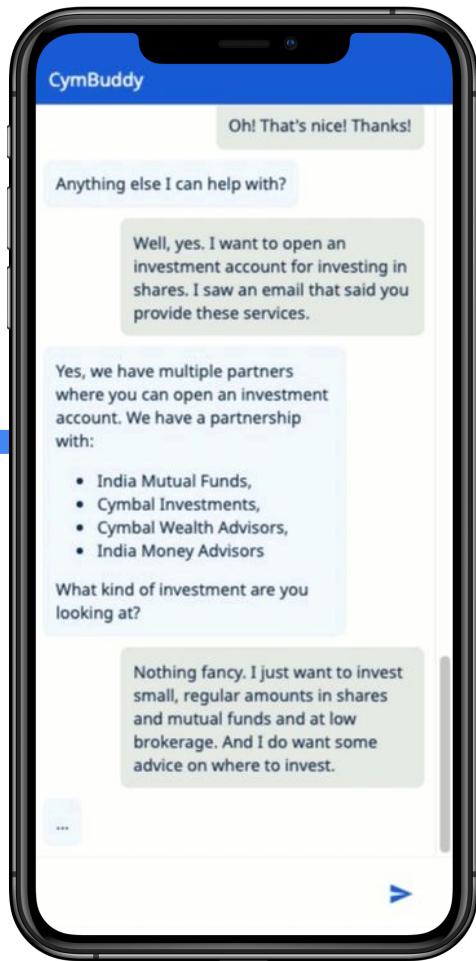 CymBuddy
Oh! That's nice! Thanks!
Anything else I can help with?
Well, yes. I want to open an
investment account for investing in
shares. I saw an email that said you
provide these services.
Yes, we have multiple partners
where you can open an investment
account. We have a partnership
with:
• India Mutual Funds,
• Cymbal Investments,
• Cymbal Wealth Advisors,
• India Money Advisors
What kind of investment are you
looking at?
Nothing fancy. I just want to invest
small, regular amounts in shares
and mutual funds and at low
brokerage. And I do want some
advice on where to invest.
...